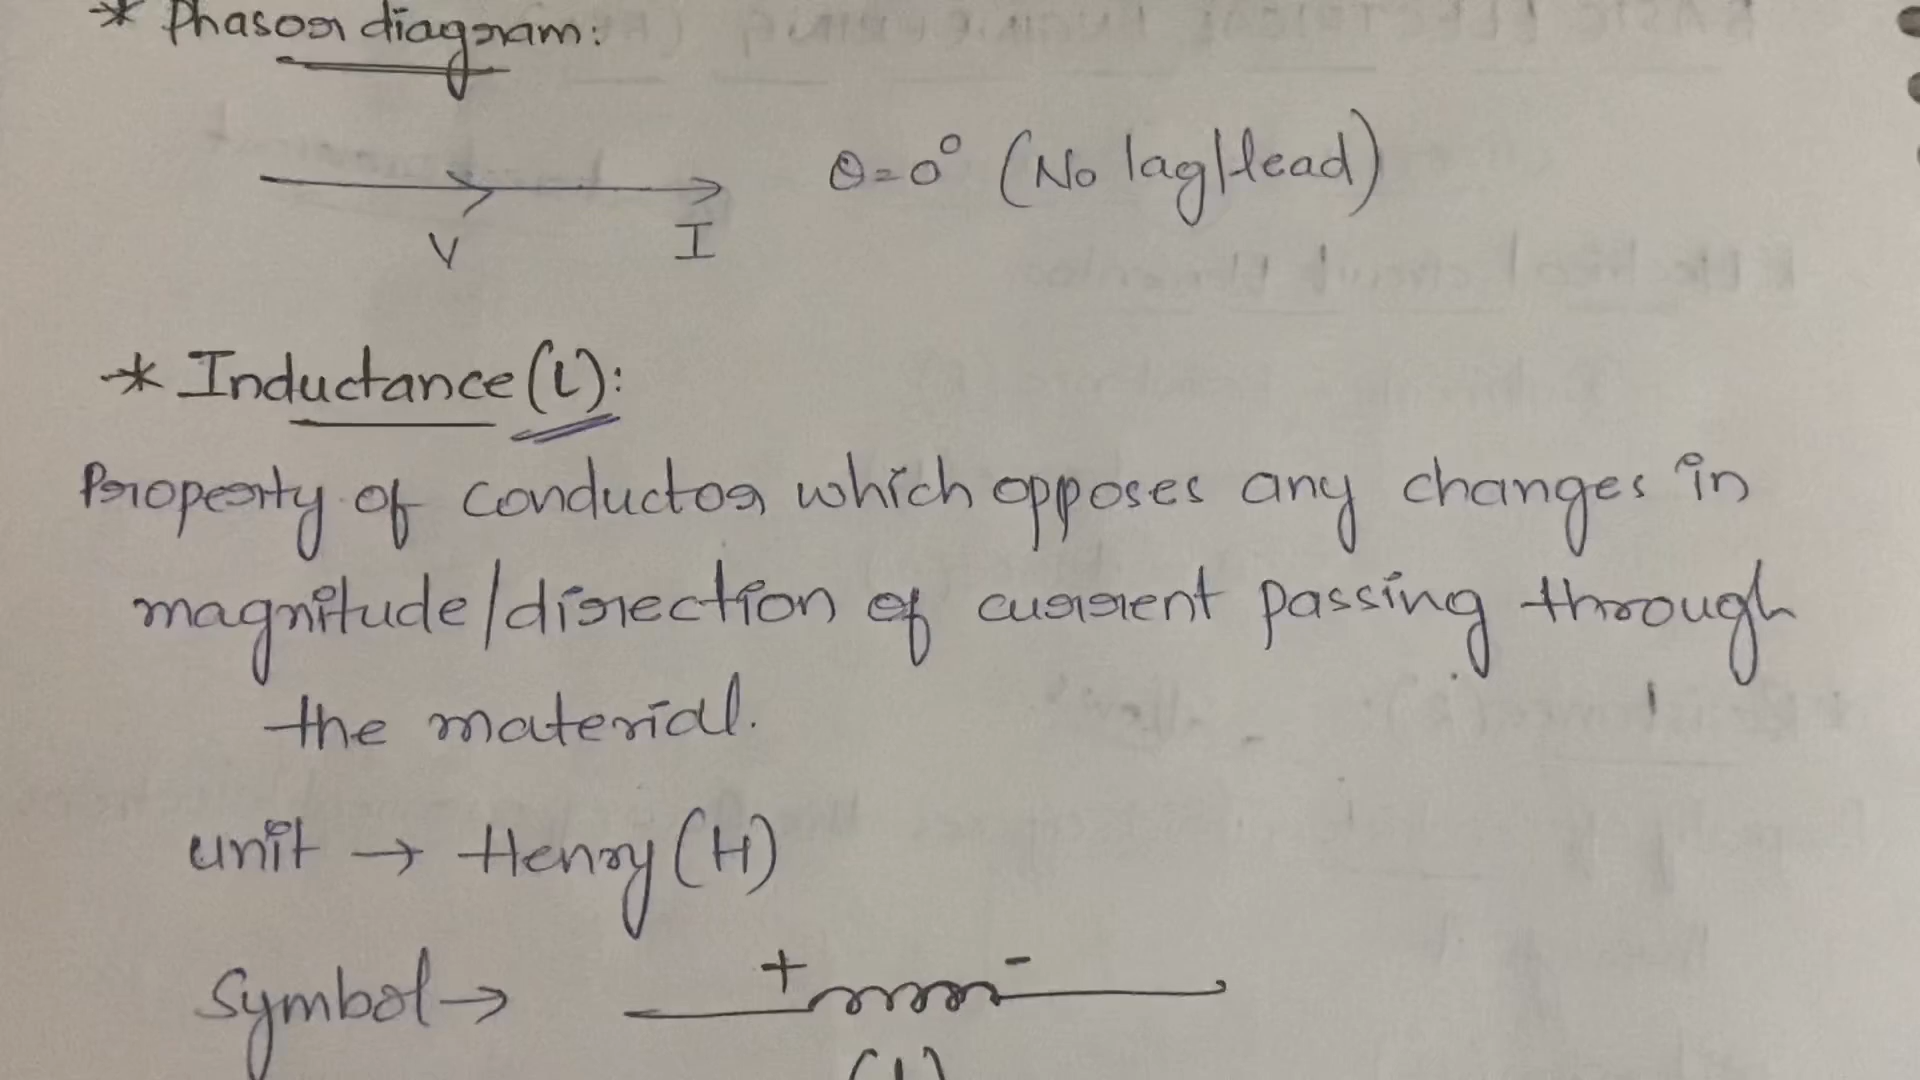 * Phasor diagram:
θ=0° (No lag/lead)
V I
* Inductance (L):
Property of conductor which opposes any changes in
magnitude/direction of current passing through
the material.
unit → Henry (H)
Symbol → + -
(L)